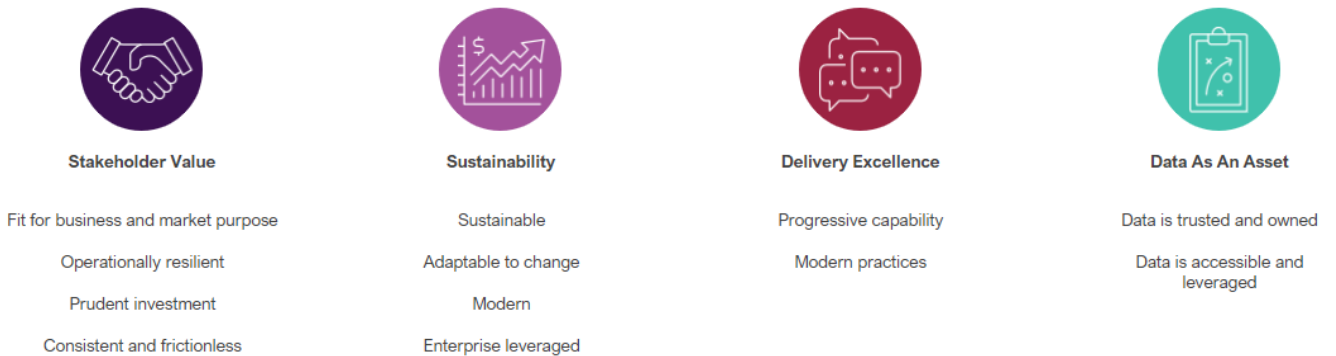 $
Stakeholder Value
Fit for business and market purpose
Operationally resilient
Prudent investment
Consistent and frictionless
Sustainability
Sustainable
Adaptable to change
Modern
Enterprise leveraged
Delivery Excellence
Progressive capability
Modern practices
Data As An Asset
Data is trusted and owned
Data is accessible and
leveraged